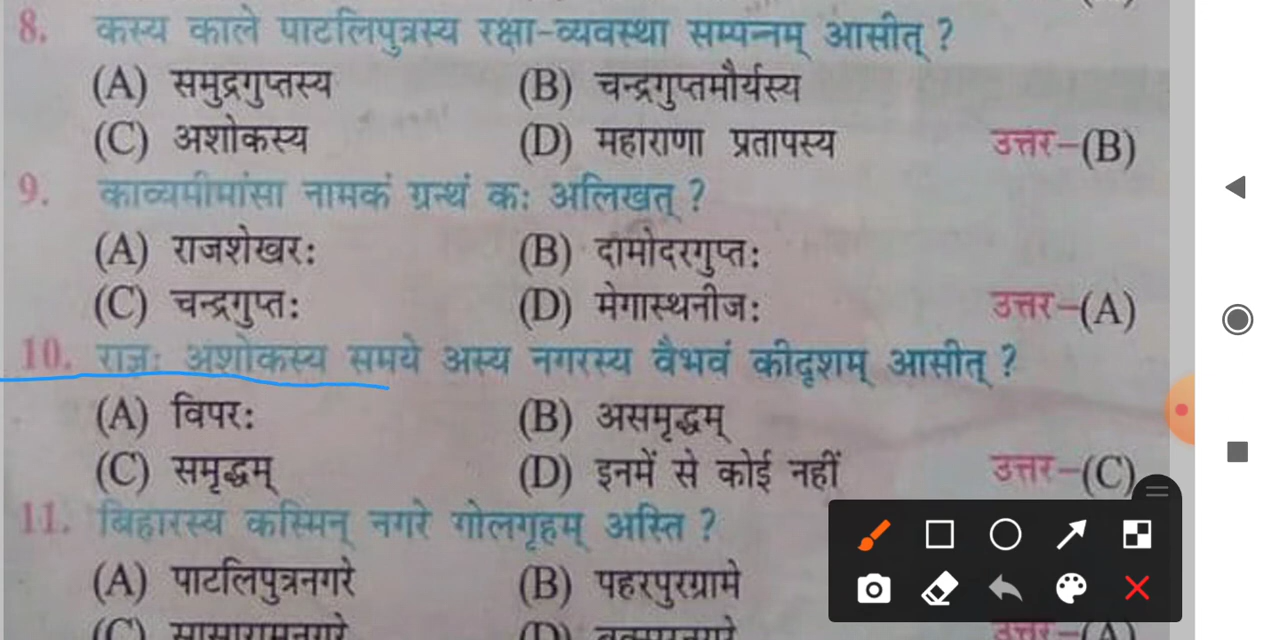 8. कस्य काले पाटलिपुत्रस्य रक्षा-व्यवस्था सम्पन्नम् आसीत् ?
(A) समुद्रगुप्तस्य (B) चन्द्रगुप्तमौर्यस्य
(C) अशोकस्य (D) महाराणा प्रतापस्य उत्तर–(B)
9. काव्यमीमांसा नामकं ग्रन्थं कः अलिखत् ?
(A) राजशेखरः (B) दामोदरगुप्तः
(C) चन्द्रगुप्तः (D) मेगास्थनीजः उत्तर–(A)
10. राज्ञः अशोकस्य समये अस्य नगरस्य वैभवं कीदृशम् आसीत् ?
(A) विपरः (B) असमृद्धम्
(C) समृद्धम् (D) इनमें से कोई नहीं उत्तर–(C)
11. बिहारस्य कस्मिन् नगरे गोलगृहम् अस्ति ?
(A) पाटलिपुत्रनगरे (B) पहरपुरग्रामे
(C) (D) उत्तर–(A)